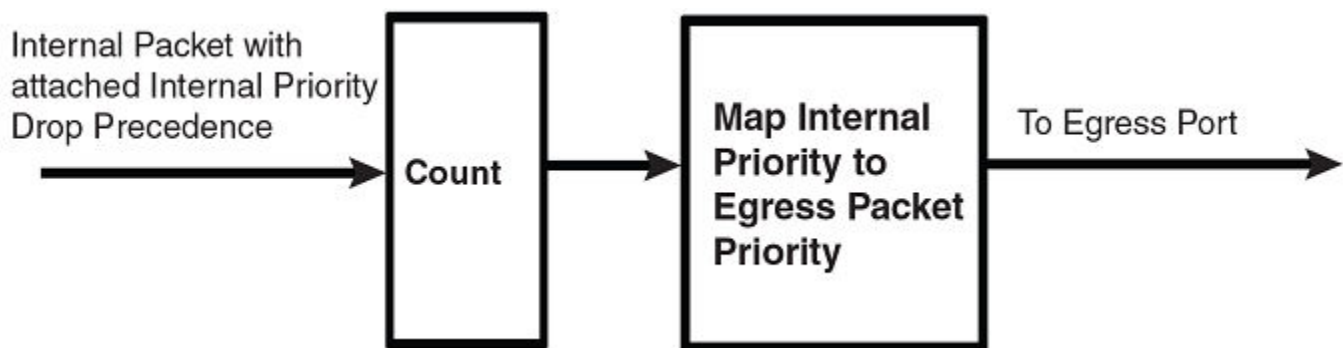 Internal Packet with
attached Internal Priority
Drop Precedence
Count
Map Internal
Priority to
Egress Packet
Priority
To Egress Port